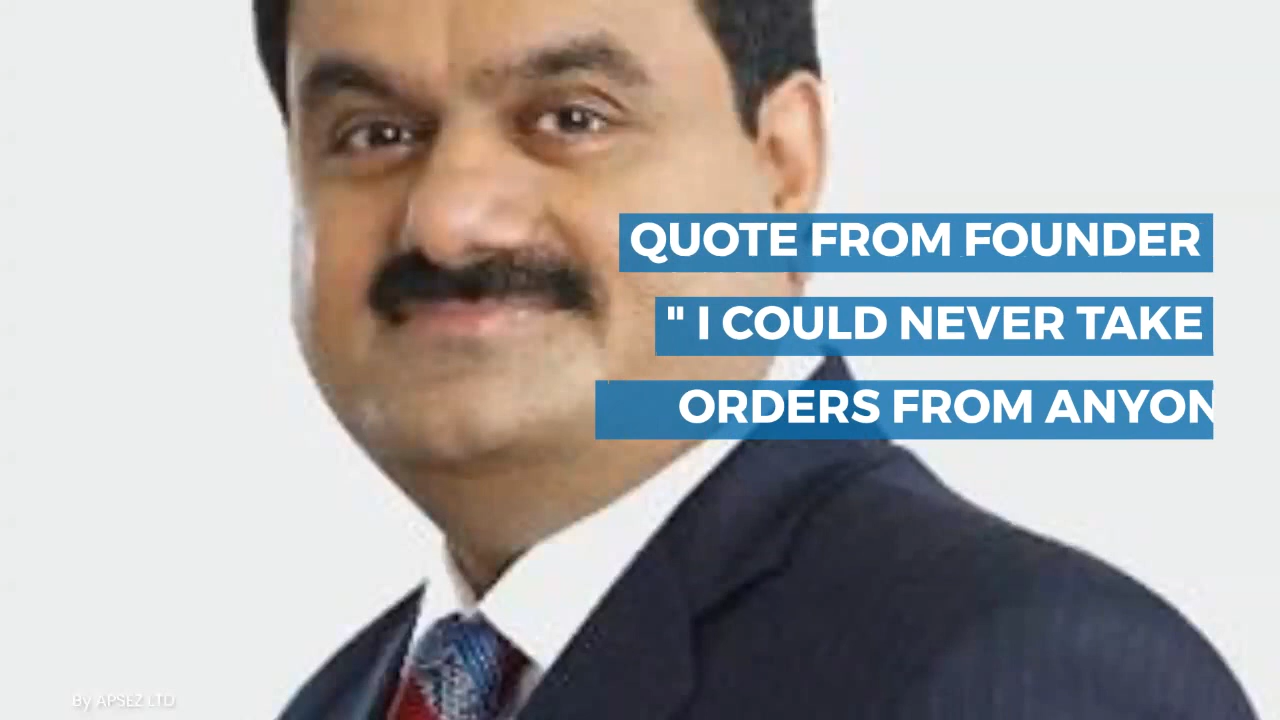 QUOTE FROM FOUNDER
" I COULD NEVER TAKE
ORDERS FROM ANYON
By APSEZ LTD